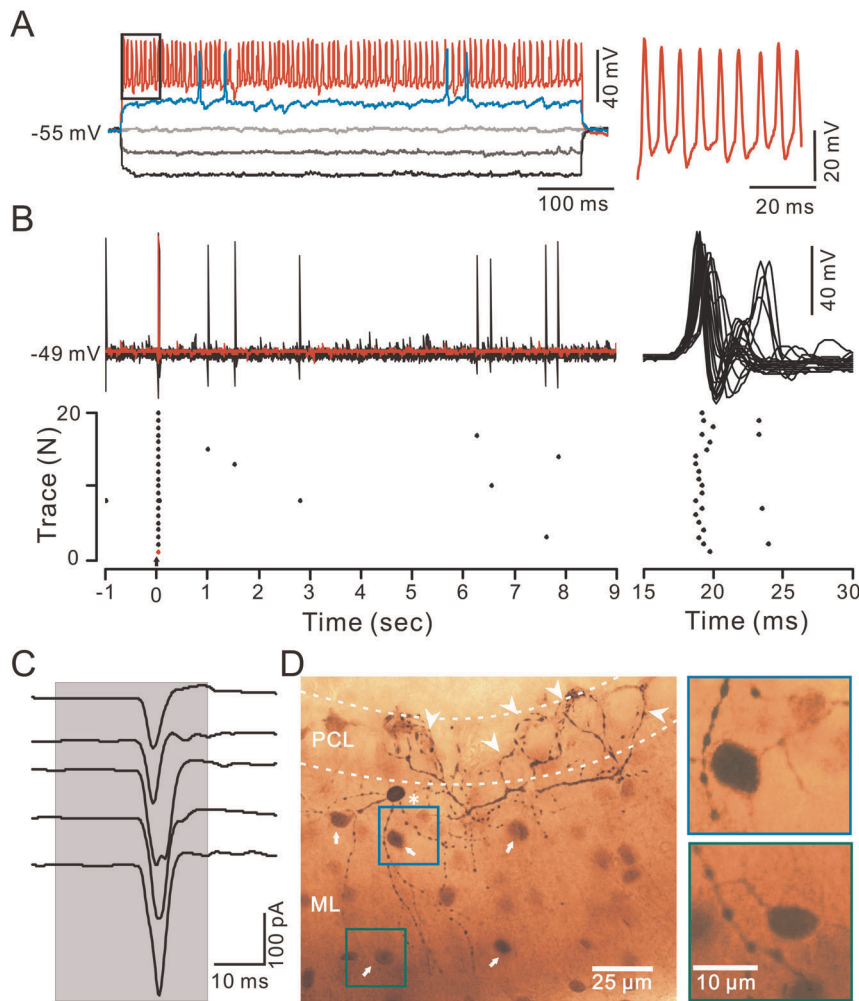 A
-55 mV
40 mV
100 ms
20 mV
20 ms
B
-49 mV
40 mV
20
0
Trace (N)
-1 0 1 2 3 4 5 6 7 8 9
Time (sec)
15 20 25 30
Time (ms)
C
100 pA
10 ms
D
PCL
*
ML
25 µm
10 µm